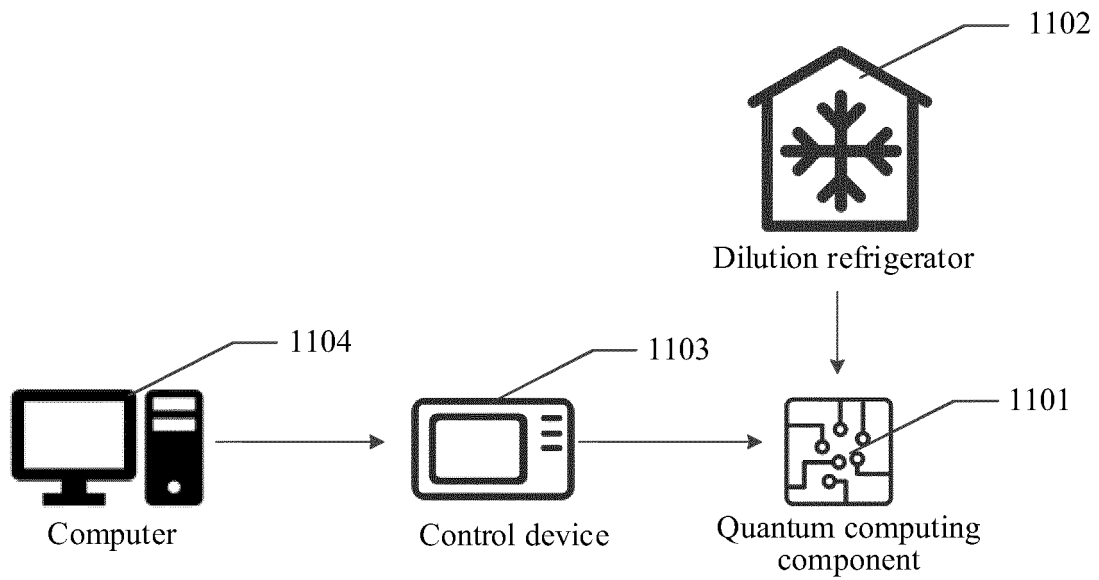 1102
Dilution refrigerator
1104
1103
1101
Computer
Control device
Quantum computing
component